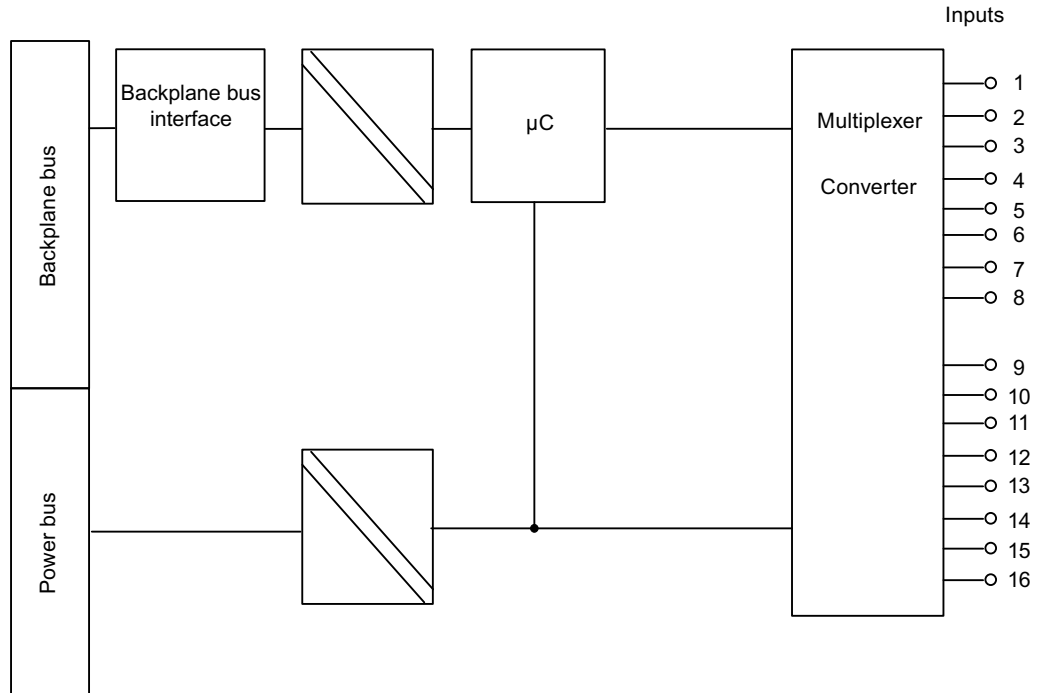 Inputs
Backplane bus
Backplane bus
interface
µC
Multiplexer
Converter
1
2
3
4
5
6
7
8
9
10
11
12
13
14
15
16
Power bus